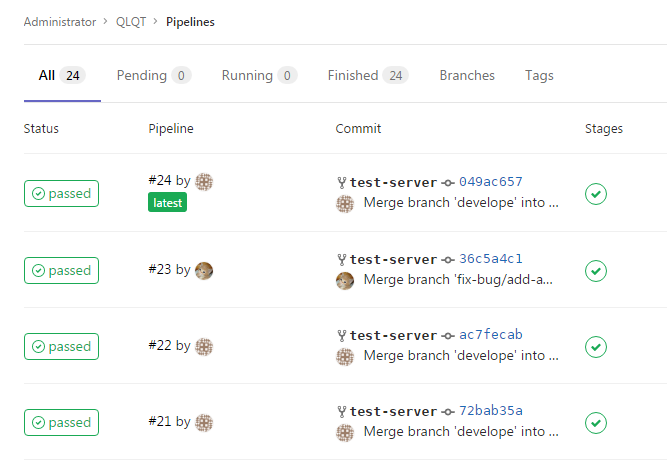 Administrator > QLQT > Pipelines
All 24 Pending 0 Running 0 Finished 24 Branches Tags
Status Pipeline Commit Stages
passed #24 by test-server 049ac657
latest Merge branch 'develope' into ...
passed #23 by test-server 36c5a4c1
Merge branch 'fix-bug/add-a...
passed #22 by test-server ac7fecab
Merge branch 'develope' into ...
passed #21 by test-server 72bab35a
Merge branch 'develope' into ...